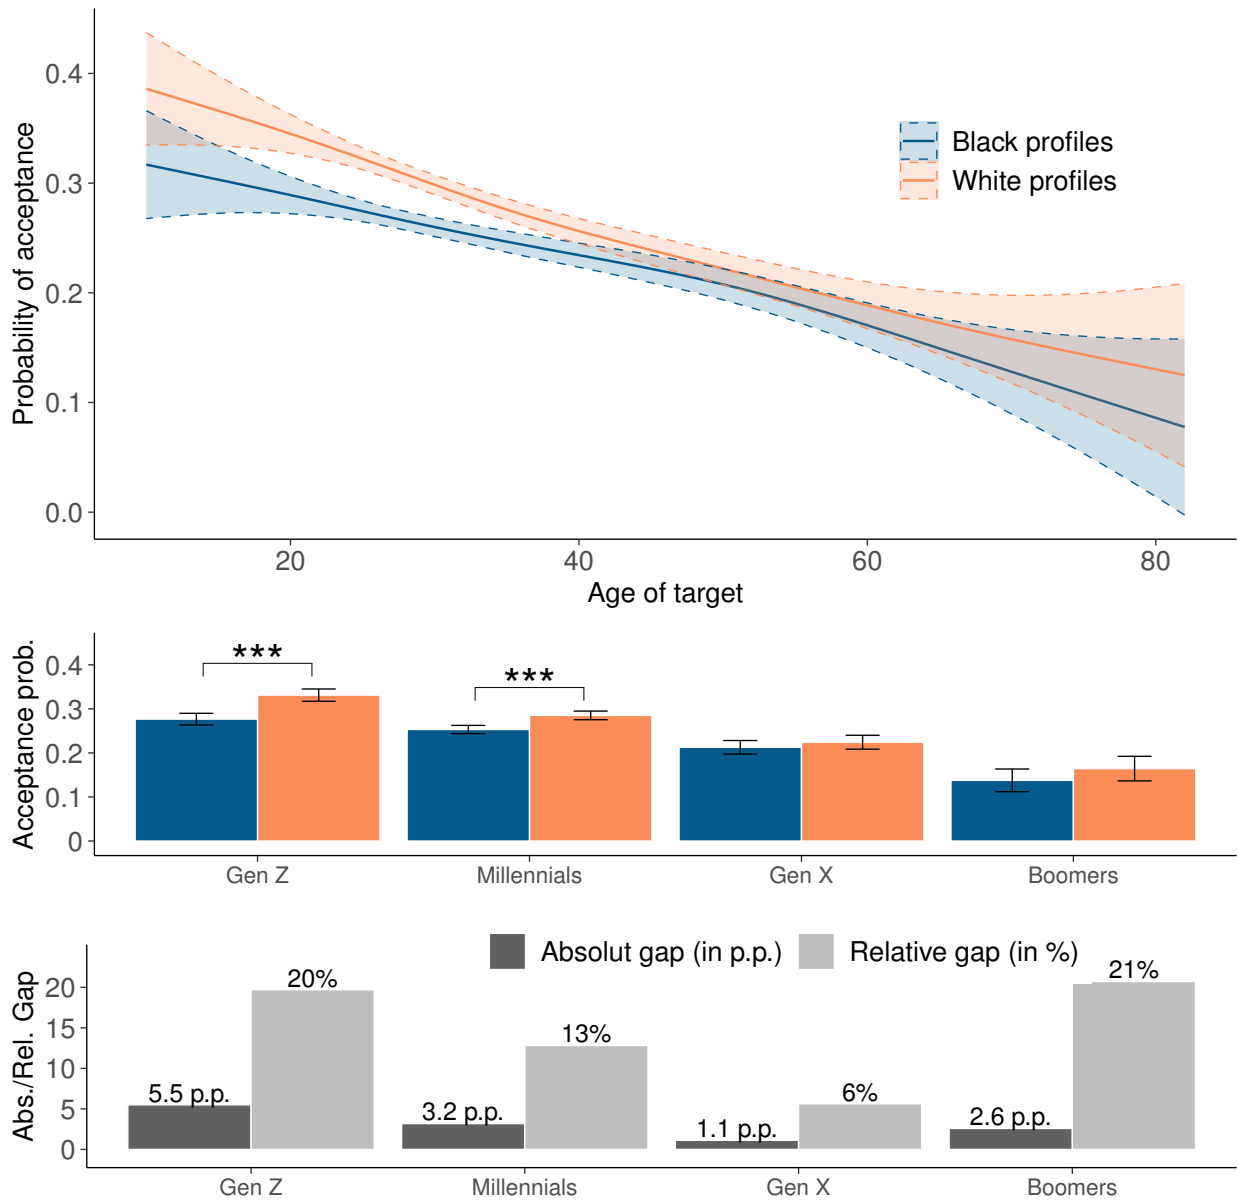 Probability of acceptance
0.4
0.3
0.2
0.1
0.0
Black profiles
White profiles
20 40 60 80
Age of target
Acceptance prob.
0.4
0.3
0.2
0.1
0
*** ***
Gen Z Millennials Gen X Boomers
Absolut gap (in p.p.) Relative gap (in %)
Abs./Rel. Gap
20
15
10
5
0
5.5 p.p. 20% 3.2 p.p. 13% 1.1 p.p. 6% 2.6 p.p. 21%
Gen Z Millennials Gen X Boomers